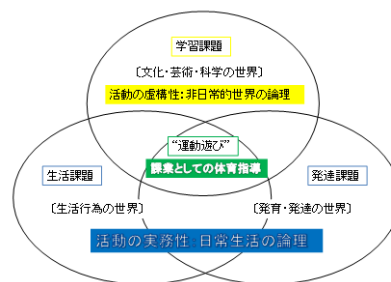 学習課題
〔文化・芸術・科学の世界〕
活動の虚構性:非日常的世界の論理
“運動遊び”
課業としての体育指導
生活課題
発達課題
〔生活行為の世界〕
〔発育・発達の世界〕
活動の実務性 日常生活の論理